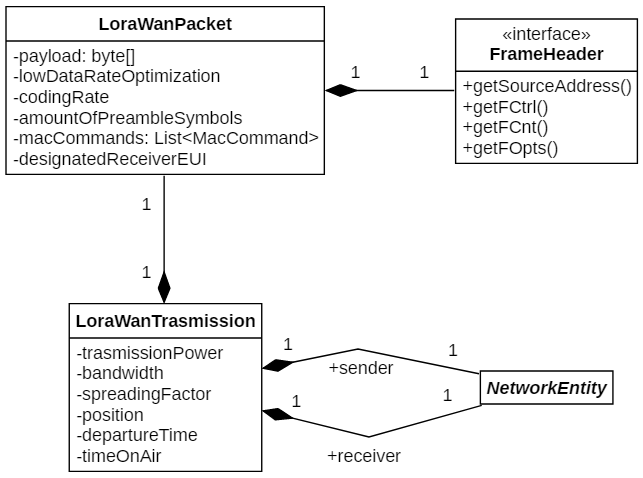 LoraWanPacket
-payload: byte[]
-lowDataRateOptimization
-codingRate
-amountOfPreambleSymbols
-macCommands: List<MacCommand>
-designatedReceiverEUI
1
1
«interface»
FrameHeader
+getSourceAddress()
+getFCtrl()
+getFCnt()
+getFOpts()
1
1
LoraWanTrasmission
-trasmissionPower
-bandwidth
-spreadingFactor
-position
-departureTime
-timeOnAir
1
+sender
1
1
+receiver
1
NetworkEntity